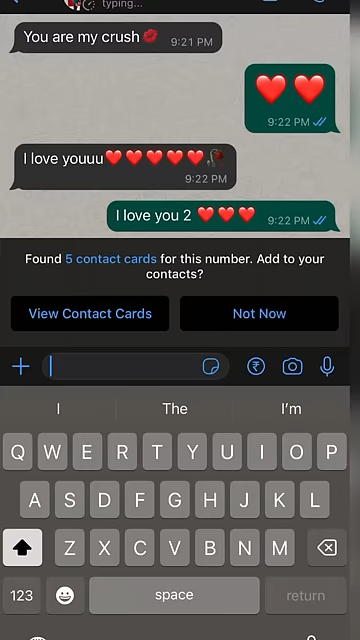 typing...
You are my crush💋 9:21 PM
❤️ ❤️
9:22 PM
I love youuu❤️❤️❤️❤️❤️🥀
9:22 PM
I love you 2 ❤️❤️❤️ 9:22 PM
Found 5 contact cards for this number. Add to your
contacts?
View Contact Cards Not Now
I The I'm
Q W E R T Y U I O P
A S D F G H J K L
Z X C V B N M
123 space return